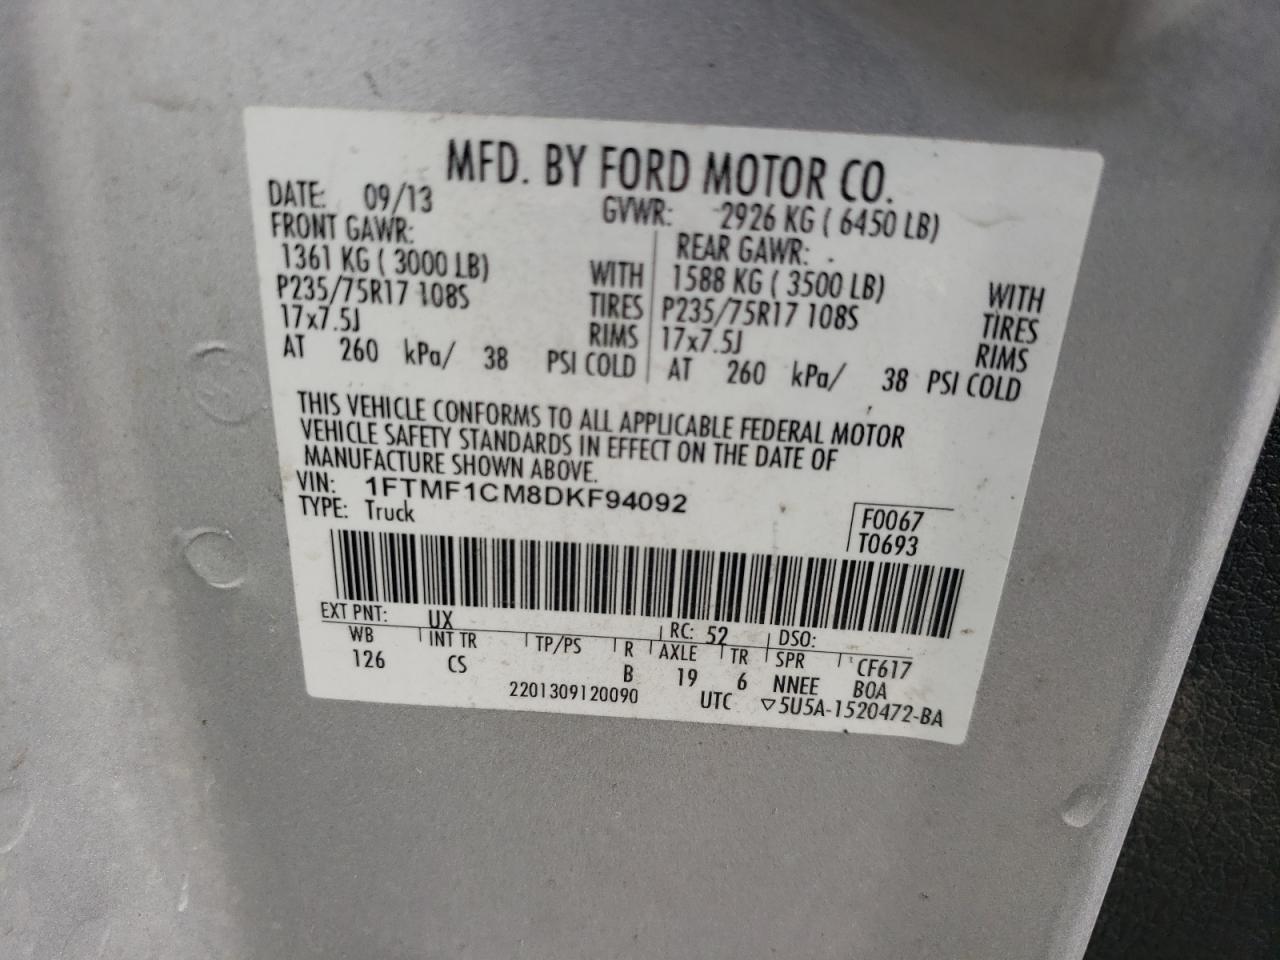 MFD. BY FORD MOTOR CO.
DATE: 09/13 GVWR: 2926 KG ( 6450 LB)
FRONT GAWR: REAR GAWR:
1361 KG ( 3000 LB) WITH 1588 KG ( 3500 LB) WITH
P235/75R17 108S TIRES P235/75R17 108S TIRES
17x7.5J RIMS 17x7.5J RIMS
AT 260 kPa/ 38 PSI COLD AT 260 kPa/ 38 PSI COLD
THIS VEHICLE CONFORMS TO ALL APPLICABLE FEDERAL MOTOR
VEHICLE SAFETY STANDARDS IN EFFECT ON THE DATE OF
MANUFACTURE SHOWN ABOVE.
VIN: 1FTMF1CM8DKF94092
TYPE: Truck F0067
T0693
EXT PNT: UX RC: 52 DSO:
WB INT TR TP/PS R AXLE TR SPR CF617
126 CS B 19 6 NNEE BOA
2201309120090 UTC ▽5U5A-1520472-BA